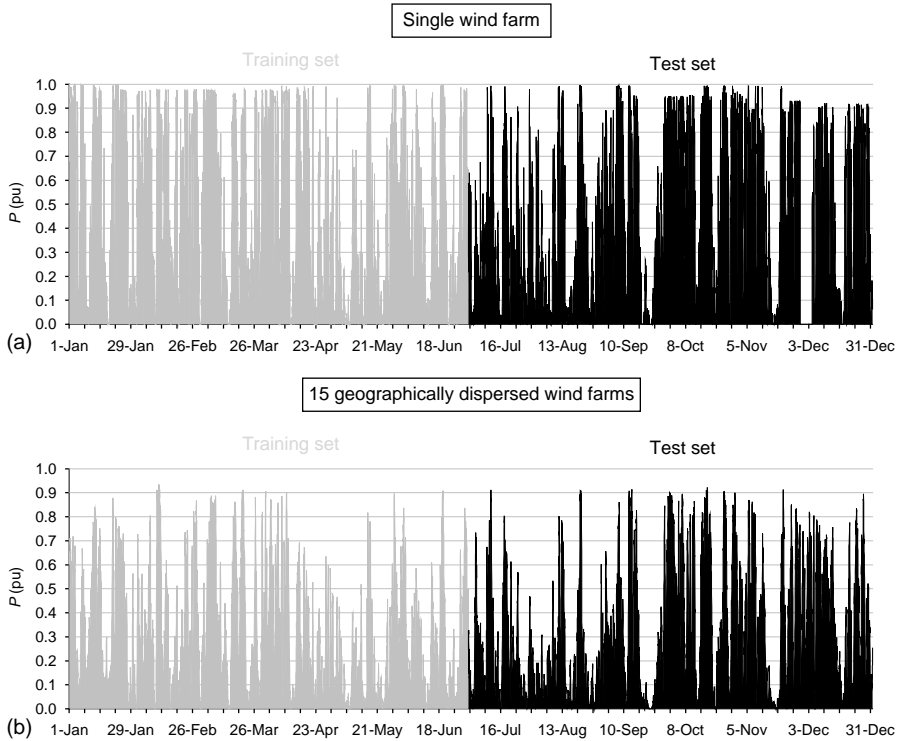 Single wind farm
Training set Test set
1.0
0.9
0.8
0.7
0.6
0.5
0.4
0.3
0.2
0.1
0.0
P (pu)
(a)
1-Jan 29-Jan 26-Feb 26-Mar 23-Apr 21-May 18-Jun 16-Jul 13-Aug 10-Sep 8-Oct 5-Nov 3-Dec 31-Dec
15 geographically dispersed wind farms
Training set Test set
1.0
0.9
0.8
0.7
0.6
0.5
0.4
0.3
0.2
0.1
0.0
P (pu)
(b)
1-Jan 29-Jan 26-Feb 26-Mar 23-Apr 21-May 18-Jun 16-Jul 13-Aug 10-Sep 8-Oct 5-Nov 3-Dec 31-Dec